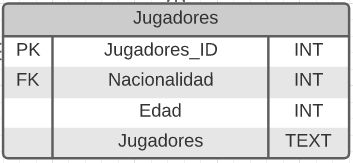 Jugadores
PK Jugadores_ID INT
FK Nacionalidad INT
Edad INT
Jugadores TEXT